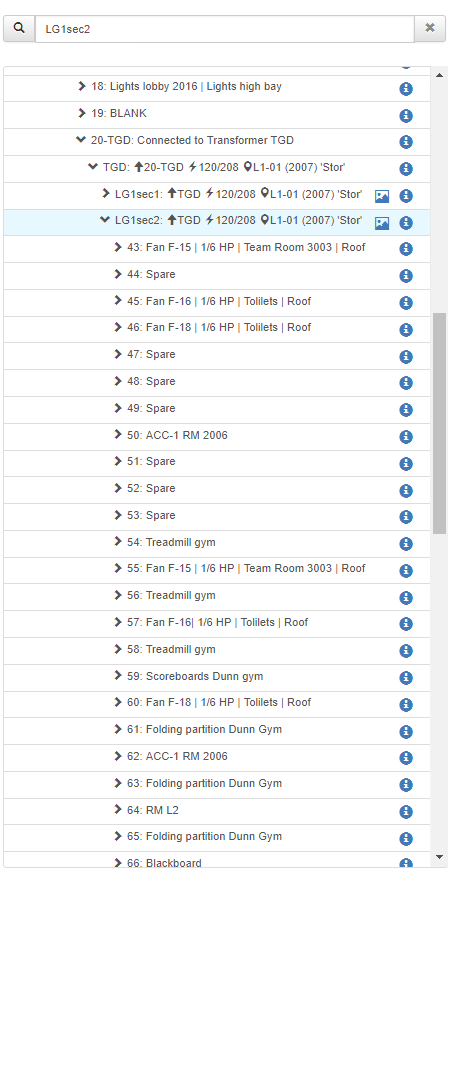 LG1sec2
18: Lights lobby 2016 | Lights high bay
19: BLANK
20-TGD: Connected to Transformer TGD
TGD: 20-TGD 120/208 L1-01 (2007) 'Stor'
LG1sec1: TGD 120/208 L1-01 (2007) 'Stor'
LG1sec2: TGD 120/208 L1-01 (2007) 'Stor'
43: Fan F-15 | 1/6 HP | Team Room 3003 | Roof
44: Spare
45: Fan F-16 | 1/6 HP | Tolilets | Roof
46: Fan F-18 | 1/6 HP | Tolilets | Roof
47: Spare
48: Spare
49: Spare
50: ACC-1 RM 2006
51: Spare
52: Spare
53: Spare
54: Treadmill gym
55: Fan F-15 | 1/6 HP | Team Room 3003 | Roof
56: Treadmill gym
57: Fan F-16| 1/6 HP | Tolilets | Roof
58: Treadmill gym
59: Scoreboards Dunn gym
60: Fan F-18 | 1/6 HP | Tolilets | Roof
61: Folding partition Dunn Gym
62: ACC-1 RM 2006
63: Folding partition Dunn Gym
64: RM L2
65: Folding partition Dunn Gym
66: Blackboard